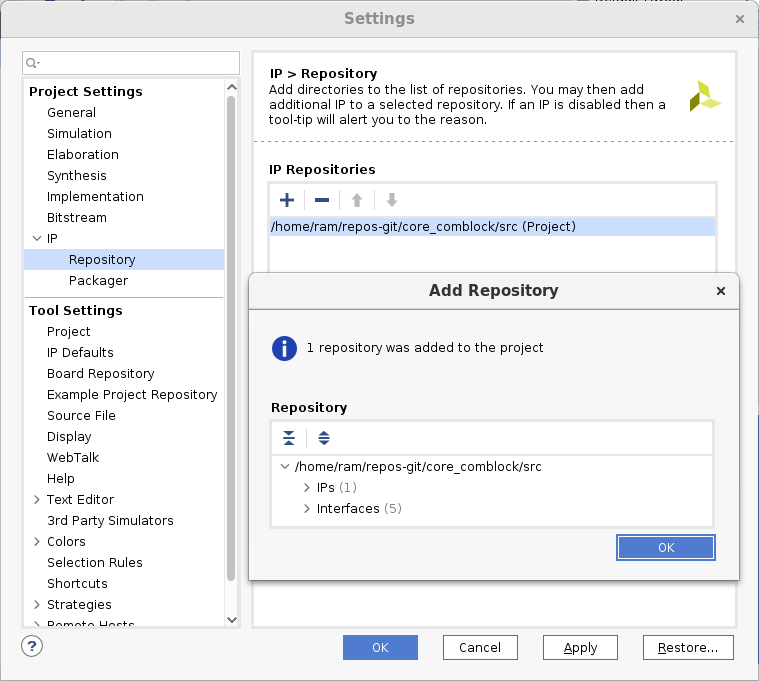 Settings
Project Settings
General
Simulation
Elaboration
Synthesis
Implementation
Bitstream
IP
Repository
Packager
Tool Settings
Project
IP Defaults
Board Repository
Example Project Repository
Source File
Display
WebTalk
Help
Text Editor
3rd Party Simulators
Colors
Selection Rules
Shortcuts
Strategies
Remote Hosts
IP > Repository
Add directories to the list of repositories. You may then add
additional IP to a selected repository. If an IP is disabled then a
tool-tip will alert you to the reason.
IP Repositories
/home/ram/repos-git/core_comblock/src (Project)
Add Repository
1 repository was added to the project
Repository
/home/ram/repos-git/core_comblock/src
IPs (1)
Interfaces (5)
OK
?
OK
Cancel
Apply
Restore...